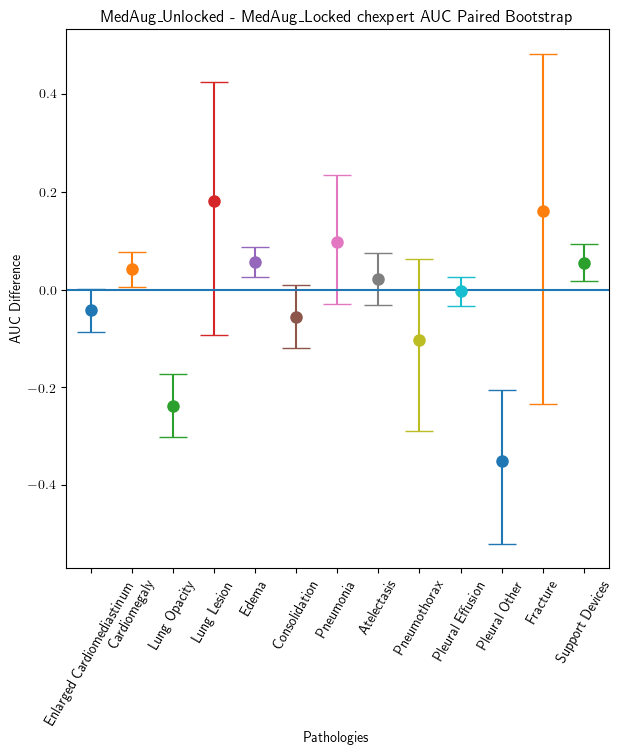 MedAug_Unlocked - MedAug_Locked chexpert AUC Paired Bootstrap
AUC Difference
0.4
0.2
0.0
−0.2
−0.4
Enlarged Cardiomediastinum
Cardiomegaly
Lung Opacity
Lung Lesion
Edema
Consolidation
Pneumonia
Atelectasis
Pneumothorax
Pleural Effusion
Pleural Other
Fracture
Support Devices
Pathologies